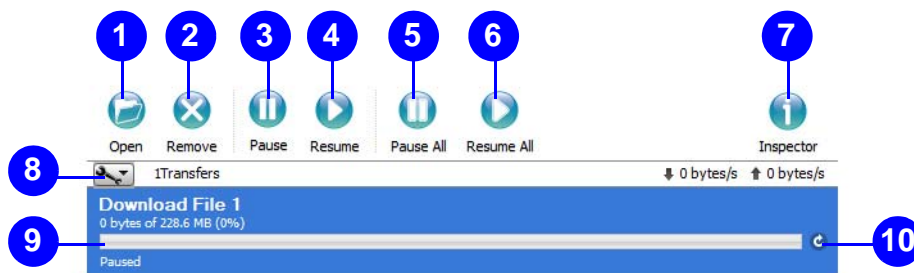 1 2 3 4 5 6 7
Open Remove Pause Resume Pause All Resume All Inspector
8 1Transfers 0 bytes/s 0 bytes/s
Download File 1
0 bytes of 228.6 MB (0%)
9 10
Paused